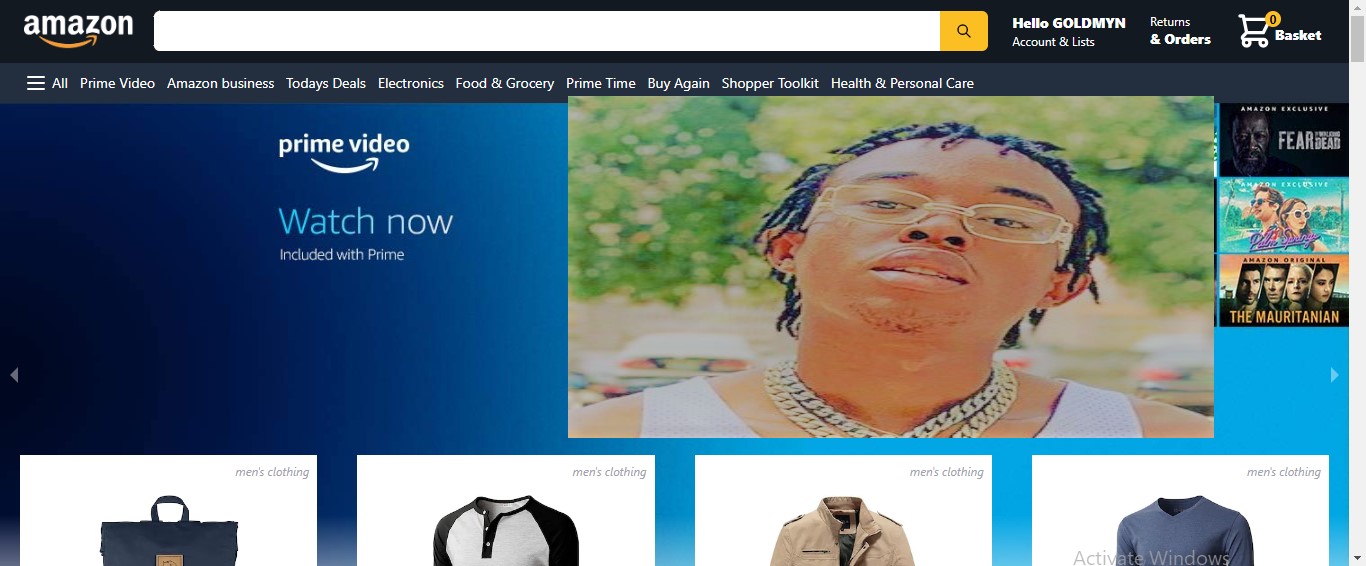 amazon
Hello GOLDMYN
Account & Lists
Returns
& Orders
0
Basket
All Prime Video Amazon business Todays Deals Electronics Food & Grocery Prime Time Buy Again Shopper Toolkit Health & Personal Care
prime video
Watch now
Included with Prime
AMAZON EXCLUSIVE
FEAR THE WALKING DEAD
AMAZON EXCLUSIVE
Palm Springs
AMAZON ORIGINAL
THE MAURITANIAN
men's clothing
men's clothing
men's clothing
men's clothing
Activate Windows